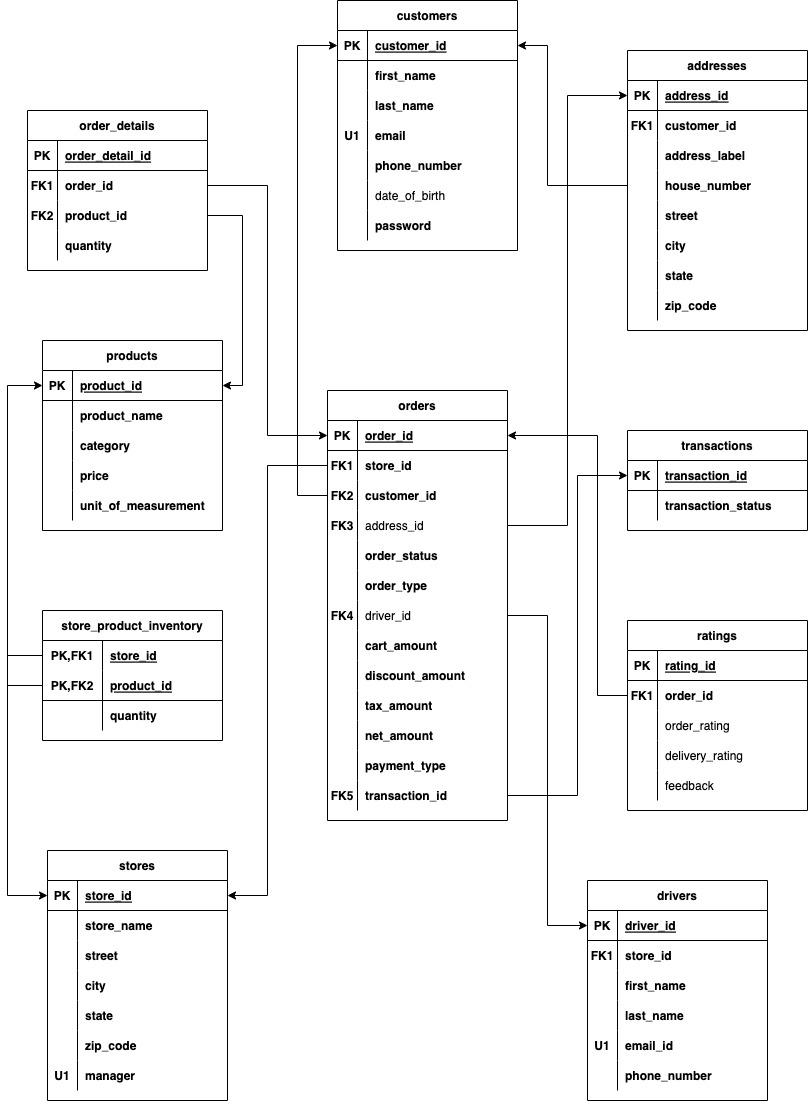 customers
PK customer_id
first_name
last_name
U1 email
phone_number
date_of_birth
password
addresses
PK address_id
FK1 customer_id
address_label
house_number
street
city
state
zip_code
order_details
PK order_detail_id
FK1 order_id
FK2 product_id
quantity
products
PK product_id
product_name
category
price
unit_of_measurement
orders
PK order_id
FK1 store_id
FK2 customer_id
FK3 address_id
order_status
order_type
FK4 driver_id
cart_amount
discount_amount
tax_amount
net_amount
payment_type
FK5 transaction_id
transactions
PK transaction_id
transaction_status
store_product_inventory
PK,FK1 store_id
PK,FK2 product_id
quantity
ratings
PK rating_id
FK1 order_id
order_rating
delivery_rating
feedback
stores
PK store_id
store_name
street
city
state
zip_code
U1 manager
drivers
PK driver_id
FK1 store_id
first_name
last_name
U1 email_id
phone_number